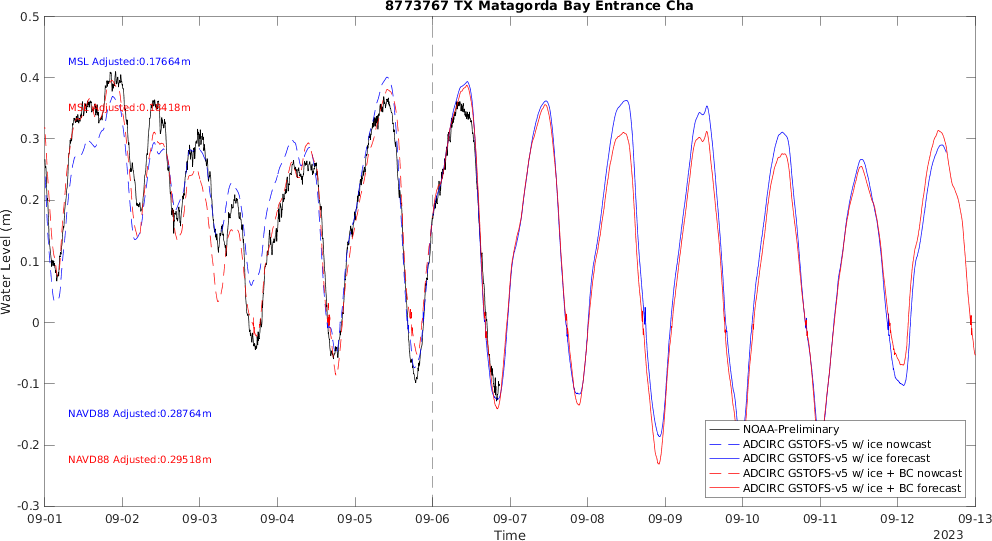 8773767 TX Matagorda Bay Entrance Cha
0.5
0.4
0.3
0.2
0.1
0
-0.1
-0.2
-0.3
Water Level (m)
MSL Adjusted:0.17664m
MSL Adjusted:0.18418m
NAVD88 Adjusted:0.28764m
NAVD88 Adjusted:0.29518m
NOAA-Preliminary
ADCIRC GSTOFS-v5 w/ ice nowcast
ADCIRC GSTOFS-v5 w/ ice forecast
ADCIRC GSTOFS-v5 w/ ice + BC nowcast
ADCIRC GSTOFS-v5 w/ ice + BC forecast
09-01 09-02 09-03 09-04 09-05 09-06 09-07 09-08 09-09 09-10 09-11 09-12 09-13
Time
2023